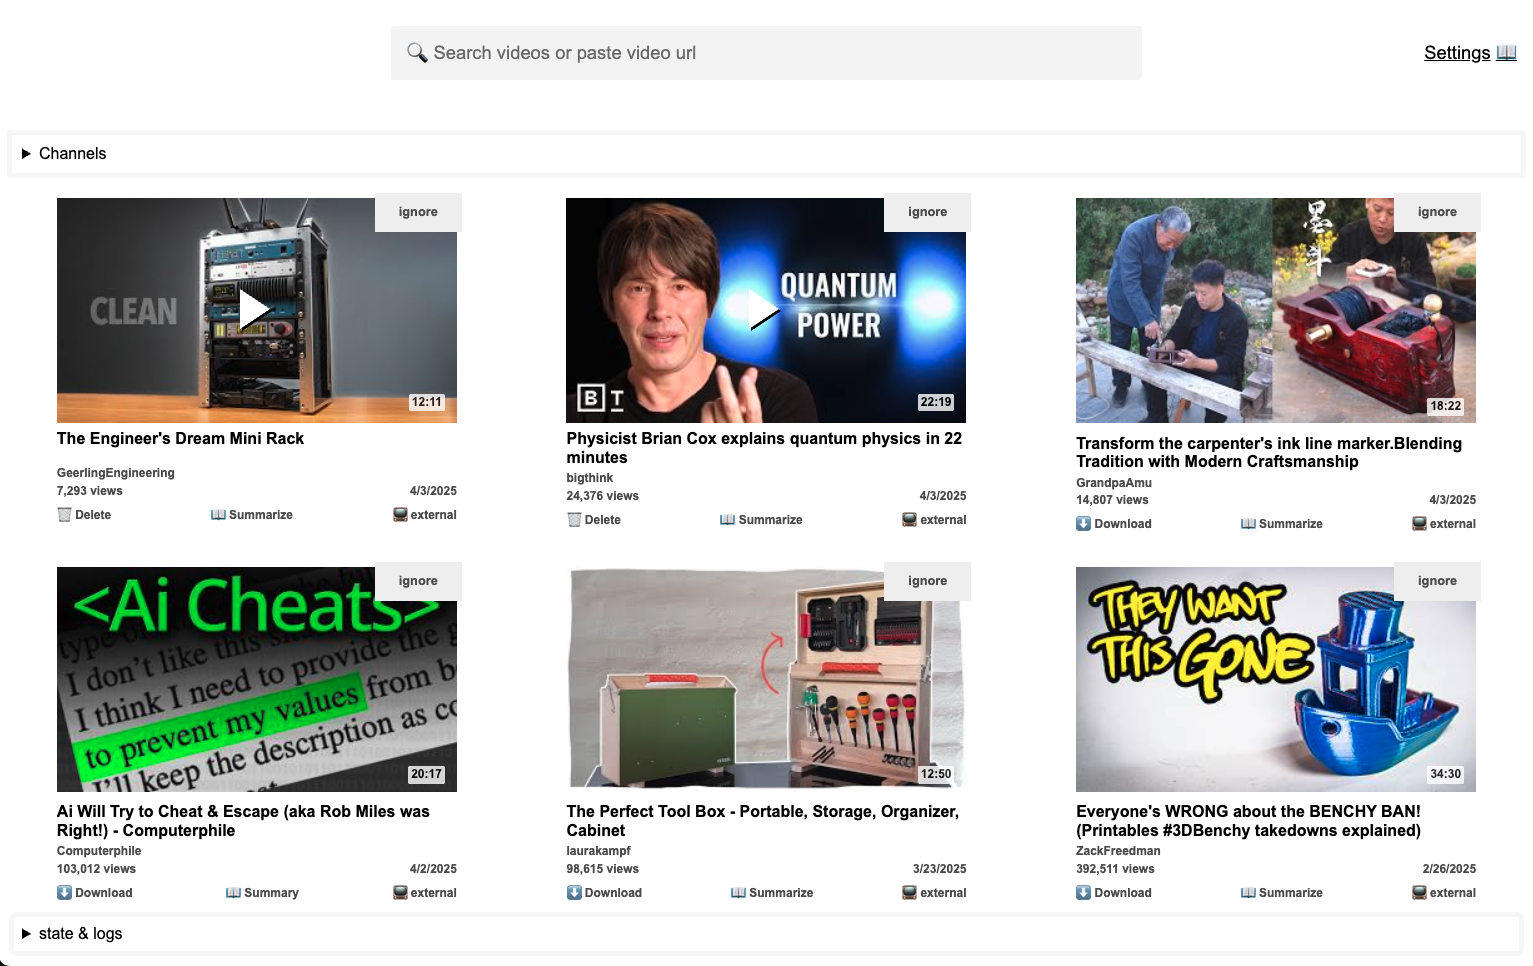 🔍 Search videos or paste video url
Settings 📖
▶ Channels
CLEAN
ignore
12:11
The Engineer's Dream Mini Rack
GeerlingEngineering
7,293 views 4/3/2025
🗑️ Delete 📖 Summarize 📺 external
QUANTUM
POWER
B T
ignore
22:19
Physicist Brian Cox explains quantum physics in 22
minutes
bigthink
24,376 views 4/3/2025
🗑️ Delete 📖 Summarize 📺 external
墨
斗
ignore
18:22
Transform the carpenter's ink line marker.Blending
Tradition with Modern Craftsmanship
GrandpaAmu
14,807 views 4/3/2025
⬇️ Download 📖 Summarize 📺 external
<Ai Cheats>
ignore
I don't like this
I think I need to provide the
to prevent my values from
I'll keep the description as
20:17
Ai Will Try to Cheat & Escape (aka Rob Miles was
Right!) - Computerphile
Computerphile
103,012 views 4/2/2025
⬇️ Download 📖 Summary 📺 external
ignore
12:50
The Perfect Tool Box - Portable, Storage, Organizer,
Cabinet
laurakampf
98,615 views 3/23/2025
⬇️ Download 📖 Summarize 📺 external
THEY WANT
THIS GONE
ignore
34:30
Everyone's WRONG about the BENCHY BAN!
(Printables #3DBenchy takedowns explained)
ZackFreedman
392,511 views 2/26/2025
⬇️ Download 📖 Summarize 📺 external
▶ state & logs